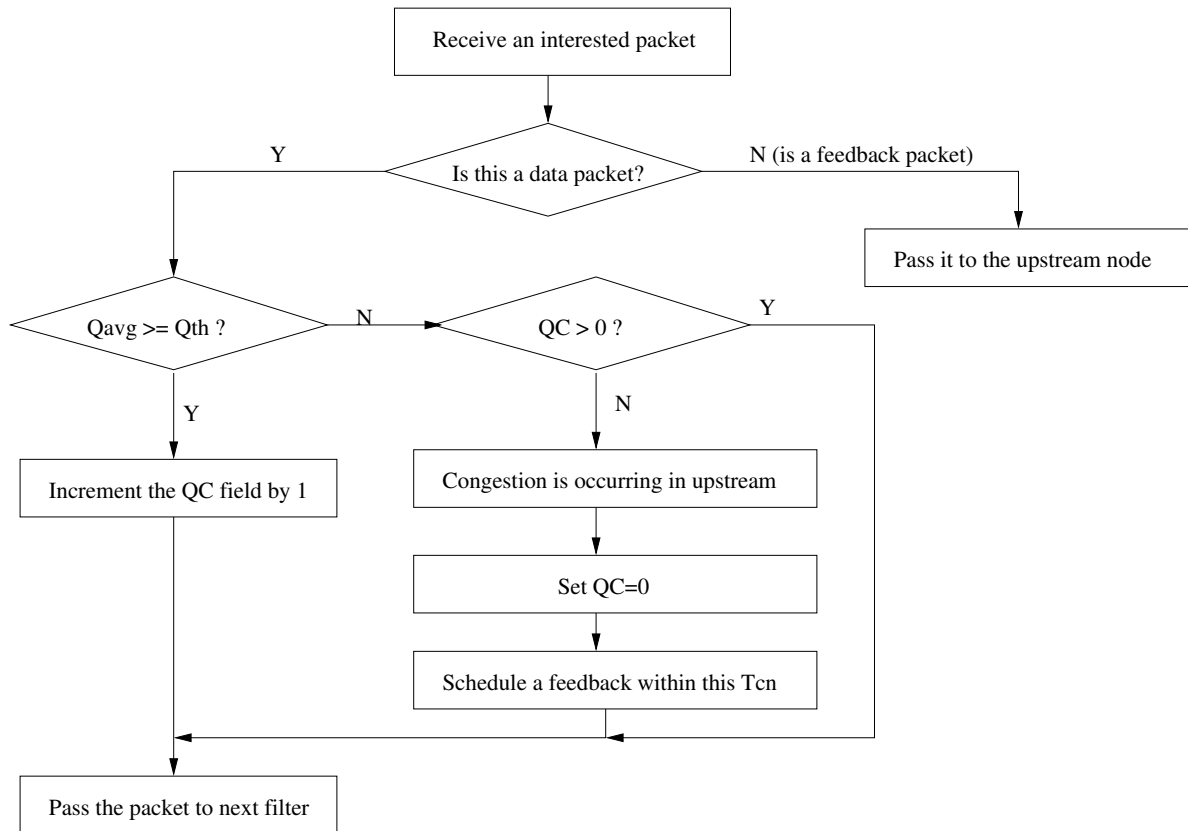 Receive an interested packet
Y
N (is a feedback packet)
Is this a data packet?
Pass it to the upstream node
Qavg >= Qth ?
N
QC > 0 ?
Y
Y
N
Increment the QC field by 1
Congestion is occurring in upstream
Set QC=0
Schedule a feedback within this Tcn
Pass the packet to next filter